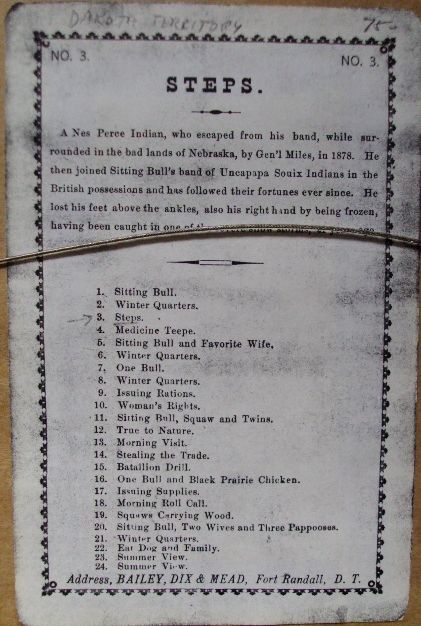 DAKOTA TERRITORY 75-
NO. 3. NO. 3.
STEPS.
A Nes Perce Indian, who escaped from his band, while sur-
rounded in the bad lands of Nebraska, by Gen'l Miles, in 1878. He
then joined Sitting Bull's band of Uncapapa Souix Indians in the
British possessions and has followed their fortunes ever since. He
lost his feet above the ankles, also his right hand by being frozen,
having been caught in one of
1. Sitting Bull.
2. Winter Quarters.
3. Steps.
4. Medicine Teepe.
5. Sitting Bull and Favorite Wife.
6. Winter Quarters.
7. One Bull.
8. Winter Quarters.
9. Issuing Rations.
10. Woman's Rights.
11. Sitting Bull, Squaw and Twins.
12. True to Nature.
13. Morning Visit.
14. Stealing the Trade.
15. Batallion Drill.
16. One Bull and Black Prairie Chicken.
17. Issuing Supplies.
18. Morning Roll Call.
19. Squaws Carrying Wood.
20. Sitting Bull, Two Wives and Three Pappooses.
21. Winter Quarters.
22. Eat Dog and Family.
23. Summer View.
24. Summer View.
Address, BAILEY, DIX & MEAD, Fort Randall, D. T.